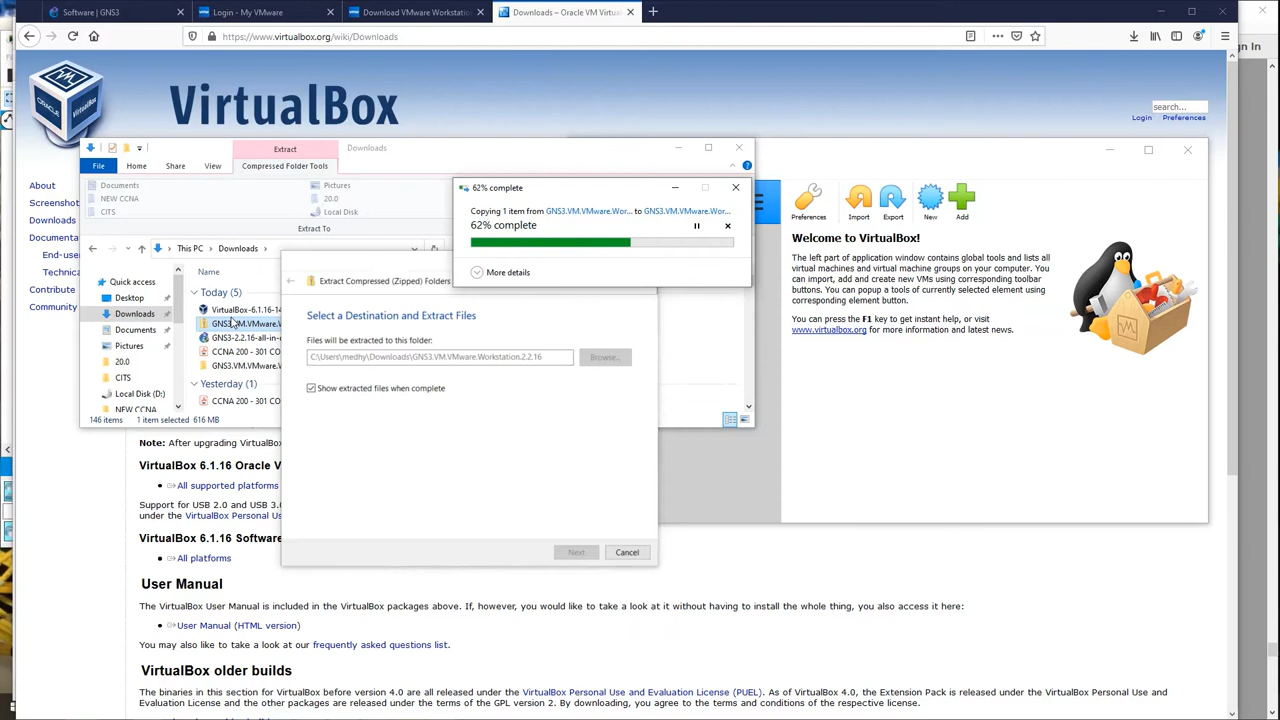 Software | GNS3
Login - My VMware
Download VMware Workstation
Downloads – Oracle VM Virtu
https://www.virtualbox.org/wiki/Downloads
gn In
VirtualBox
search...
Login Preferences
About
Screenshot
Downloads
Documenta
End-use
Technica
Contribute
Community
Extract
Downloads
File
Home
Share
View
Compressed Folder Tools
Documents
Pictures
NEW CCNA
20.0
CITS
Local Disk
Extract To
This PC
Downloads
Quick access
Desktop
Downloads
Documents
Pictures
20.0
CITS
Local Disk (D:)
NEW CCNA
Name
Today (5)
VirtualBox-6.1.16-14
GNS3.VM.VMware.W
GNS3-2.2.16-all-in-
CCNA 200 - 301 CO
GNS3.VM.VMware.W
Yesterday (1)
CCNA 200 - 301 CO
146 items
1 item selected 616 MB
62% complete
Copying 1 item from GNS3.VM.VMware.Wor... to GNS3.VM.VMware.Wor...
62% complete
More details
Extract Compressed (Zipped) Folders
Select a Destination and Extract Files
Files will be extracted to this folder:
C:\Users\medhy\Downloads\GNS3.VM.VMware.Workstation.2.2.16
Browse...
Show extracted files when complete
Next
Cancel
Preferences
Import
Export
New
Add
Welcome to VirtualBox!
The left part of application window contains global tools and lists all
virtual machines and virtual machine groups on your computer. You
can import, add and create new VMs using corresponding toolbar
buttons. You can popup a tools of currently selected element using
corresponding element button.
You can press the F1 key to get instant help, or visit
www.virtualbox.org for more information and latest news.
Note: After upgrading VirtualBox
VirtualBox 6.1.16 Oracle V
All supported platforms
Support for USB 2.0 and USB 3.0
under the VirtualBox Personal Us
VirtualBox 6.1.16 Software
All platforms
User Manual
The VirtualBox User Manual is included in the VirtualBox packages above. If, however, you would like to take a look at it without having to install the whole thing, you also access it here:
User Manual (HTML version)
You may also like to take a look at our frequently asked questions list.
VirtualBox older builds
The binaries in this section for VirtualBox before version 4.0 are all released under the VirtualBox Personal Use and Evaluation License (PUEL). As of VirtualBox 4.0, the Extension Pack is released under the VirtualBox Personal Use and
Evaluation License and the other packages are released under the terms of the GPL version 2. By downloading, you agree to the terms and conditions of the respective license.